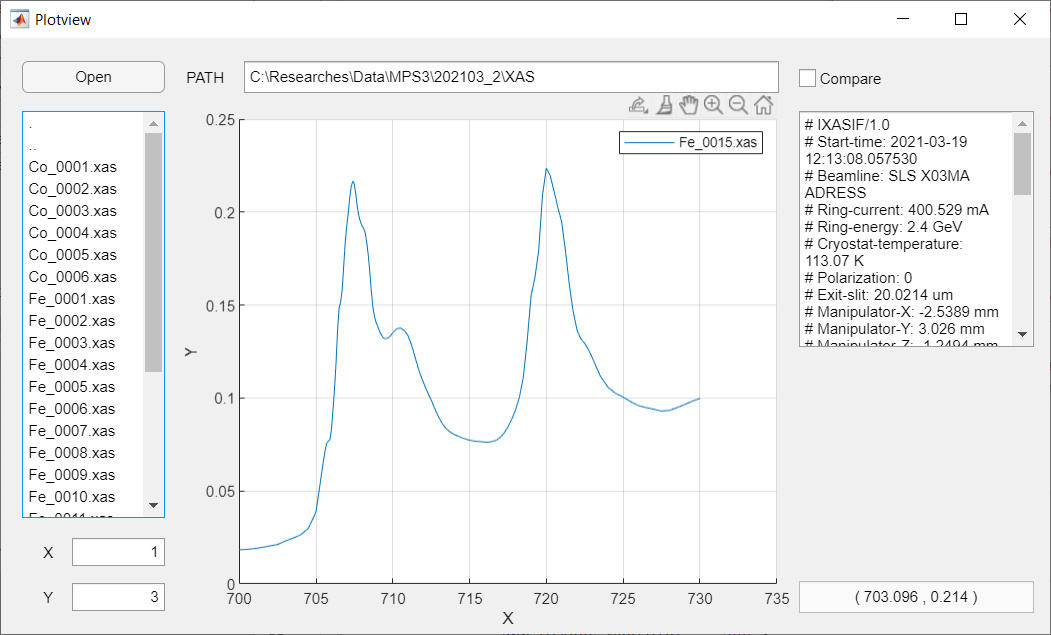 Plotview
Open
PATH
C:\Researches\Data\MPS3\202103_2\XAS
Compare
.
..
Co_0001.xas
Co_0002.xas
Co_0003.xas
Co_0004.xas
Co_0005.xas
Co_0006.xas
Fe_0001.xas
Fe_0002.xas
Fe_0003.xas
Fe_0004.xas
Fe_0005.xas
Fe_0006.xas
Fe_0007.xas
Fe_0008.xas
Fe_0009.xas
Fe_0010.xas
Fe_0011.xas
X
1
Y
3
Fe_0015.xas
0.25
0.2
0.15
0.1
0.05
0
Y
700
705
710
715
720
725
730
735
X
# IXASIF/1.0
# Start-time: 2021-03-19
12:13:08.057530
# Beamline: SLS X03MA
ADRESS
# Ring-current: 400.529 mA
# Ring-energy: 2.4 GeV
# Cryostat-temperature:
113.07 K
# Polarization: 0
# Exit-slit: 20.0214 um
# Manipulator-X: -2.5389 mm
# Manipulator-Y: 3.026 mm
# Manipulator-Z: -1.2494 mm
( 703.096 , 0.214 )